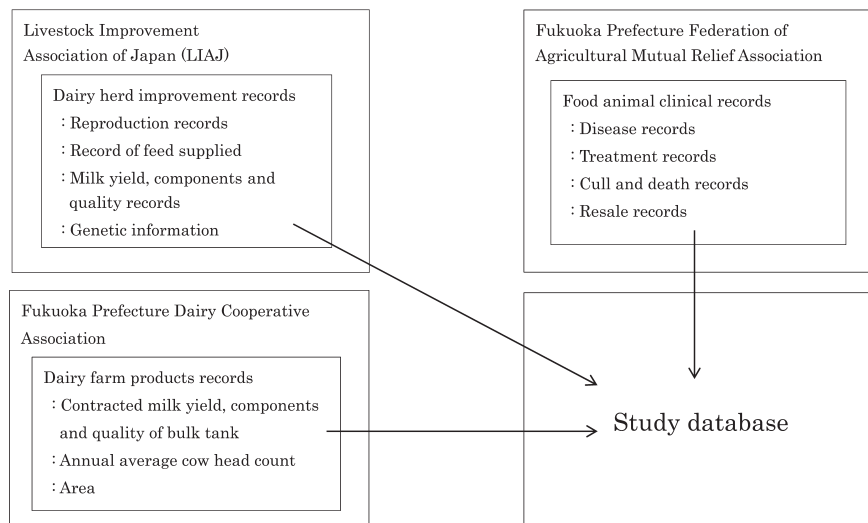 Livestock Improvement
Association of Japan (LIAJ)
Dairy herd improvement records
: Reproduction records
: Record of feed supplied
: Milk yield, components and
quality records
: Genetic information
Fukuoka Prefecture Federation of
Agricultural Mutual Relief Association
Food animal clinical records
: Disease records
: Treatment records
: Cull and death records
: Resale records
Fukuoka Prefecture Dairy Cooperative
Association
Dairy farm products records
: Contracted milk yield, components
and quality of bulk tank
: Annual average cow head count
: Area
Study database